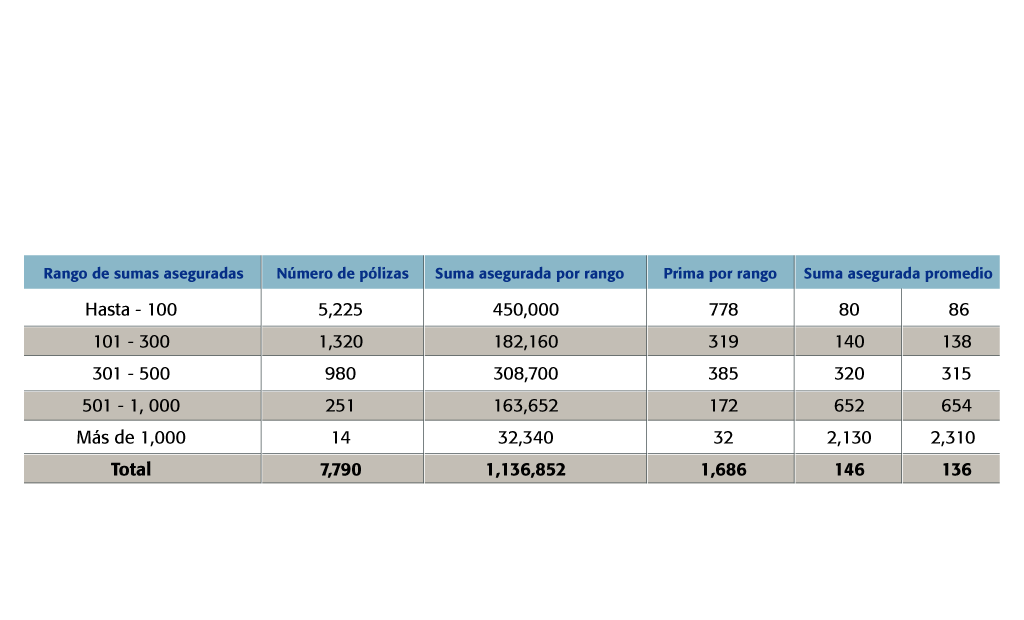 Rango de sumas aseguradas Número de pólizas Suma asegurada por rango Prima por rango Suma asegurada promedio
Hasta - 100 5,225 450,000 778 80 86
101 - 300 1,320 182,160 319 140 138
301 - 500 980 308,700 385 320 315
501 - 1, 000 251 163,652 172 652 654
Más de 1,000 14 32,340 32 2,130 2,310
Total 7,790 1,136,852 1,686 146 136